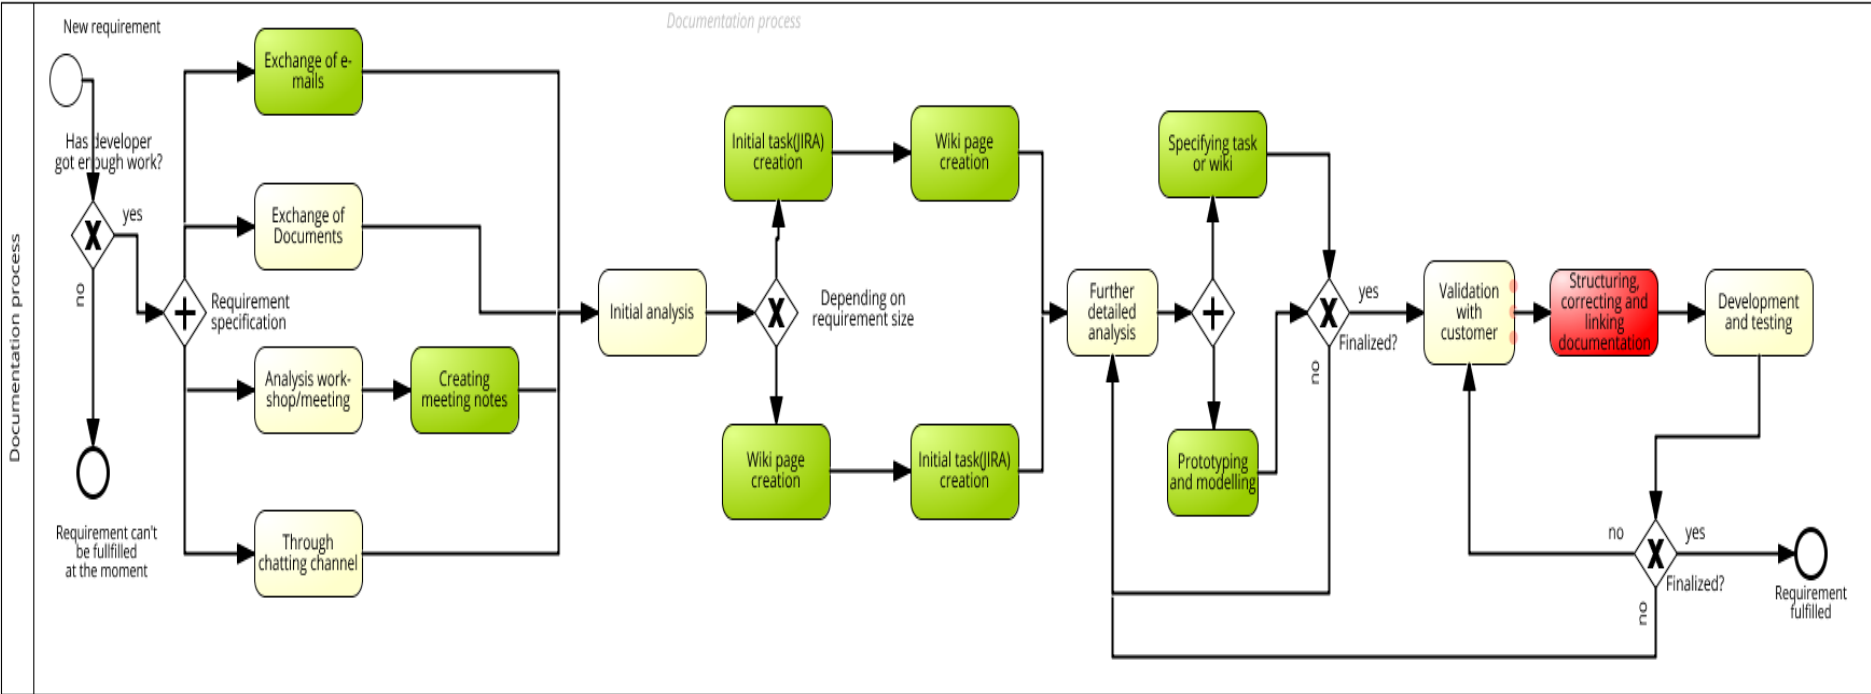 Documentation process
Documentation process
New requirement
Has developer
got enough work?
yes
no
Requirement can't
be fullfilled
at the moment
Requirement
specification
Exchange of e-
mails
Exchange of
Documents
Analysis work-
shop/meeting
Creating
meeting notes
Through
chatting channel
Initial analysis
Depending on
requirement size
Initial task(JIRA)
creation
Wiki page
creation
Wiki page
creation
Initial task(JIRA)
creation
Further
detailed
analysis
Specifying task
or wiki
Prototyping
and modelling
yes
Finalized?
no
Validation
with
customer
Structuring,
correcting and
linking
documentation
Development
and testing
no
yes
Finalized?
no
Requirement
fulfilled